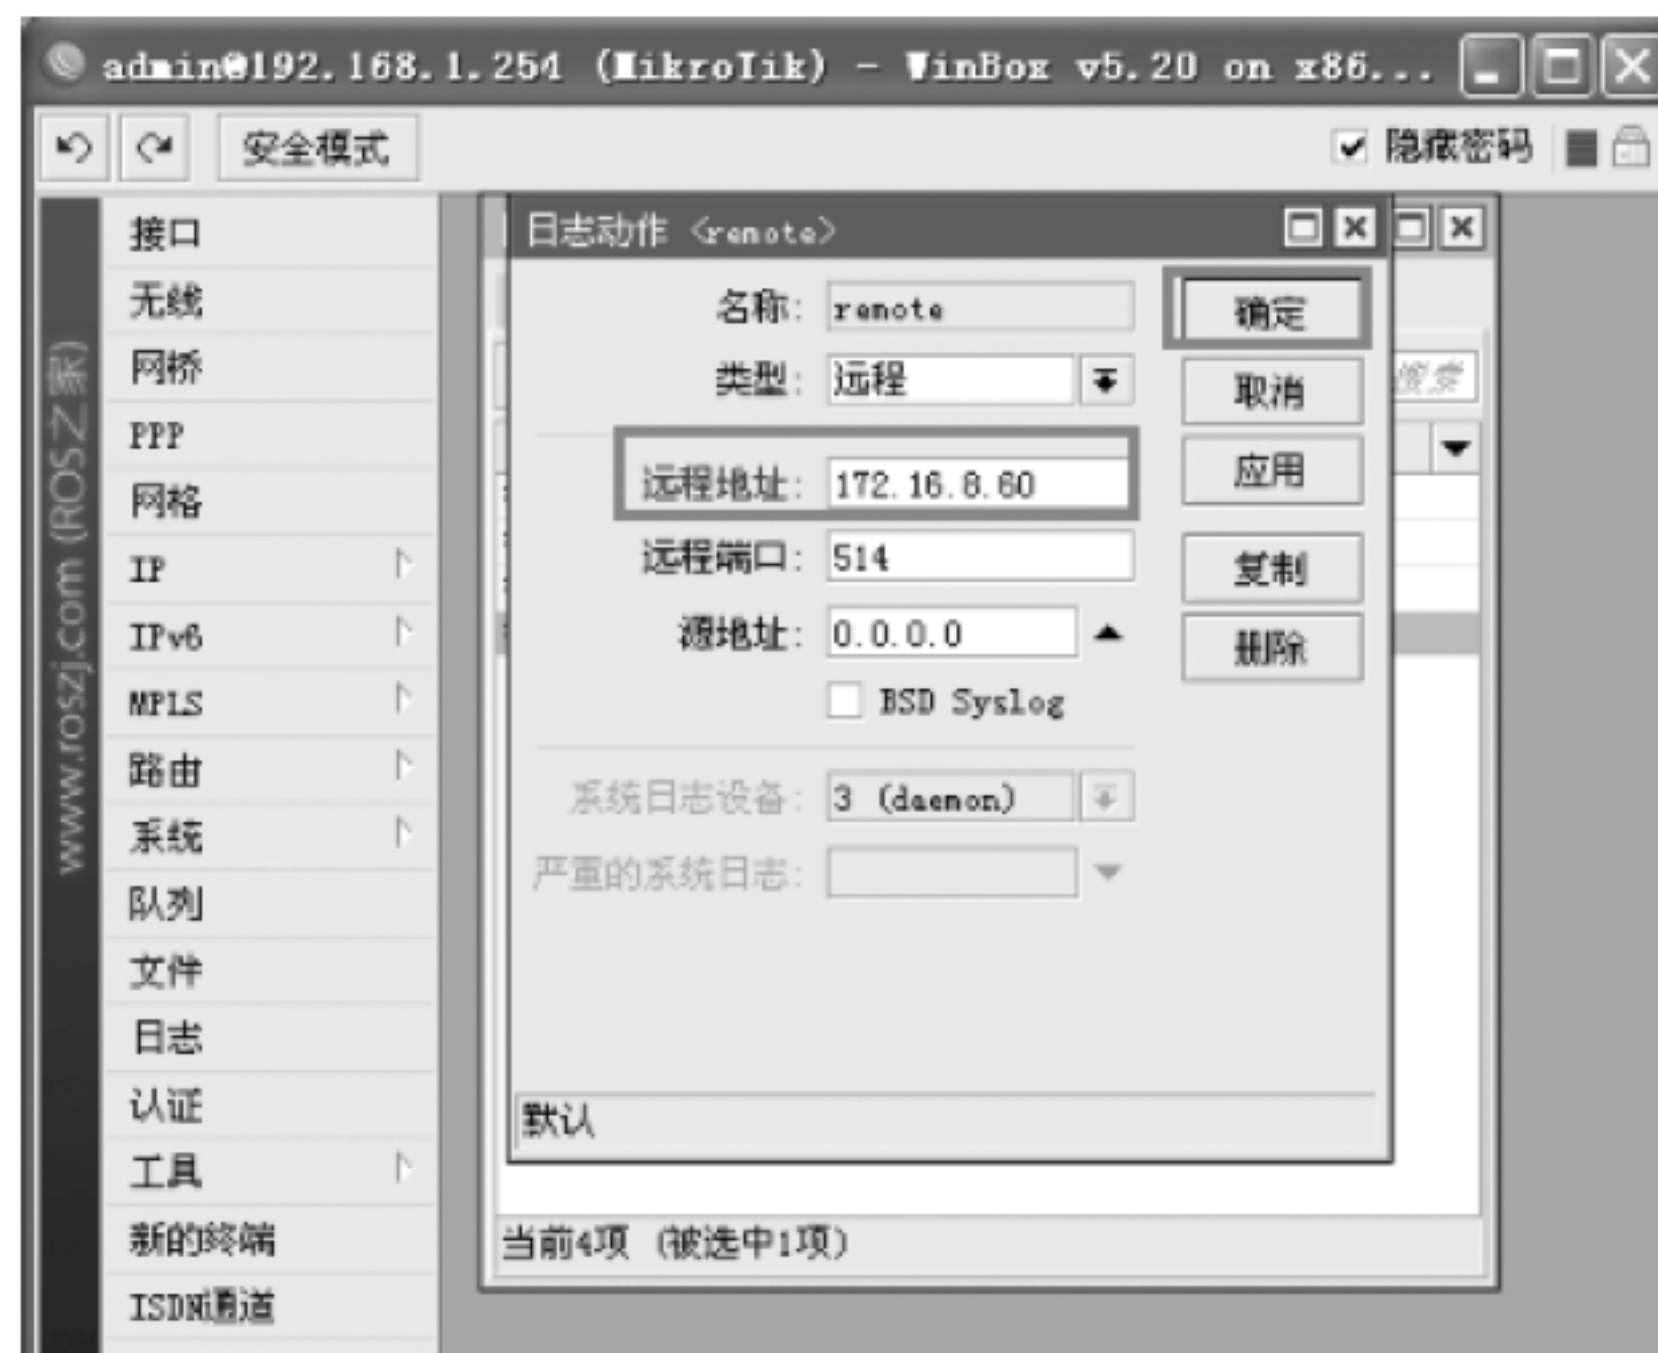 admin@192.168.1.254 (MikroTik) - WinBox v5.20 on x86...
安全模式
隐藏密码
www.roszj.com (ROS之家)
接口
无线
网桥
PPP
网格
IP
IPv6
MPLS
路由
系统
队列
文件
日志
认证
工具
新的终端
ISDN通道
日志动作 <remote>
名称: remote
类型: 远程
远程地址: 172.16.8.60
远程端口: 514
源地址: 0.0.0.0
BSD Syslog
系统日志设备: 3 (daemon)
严重的系统日志:
确定
取消
应用
复制
删除
默认
当前4项 (被选中1项)